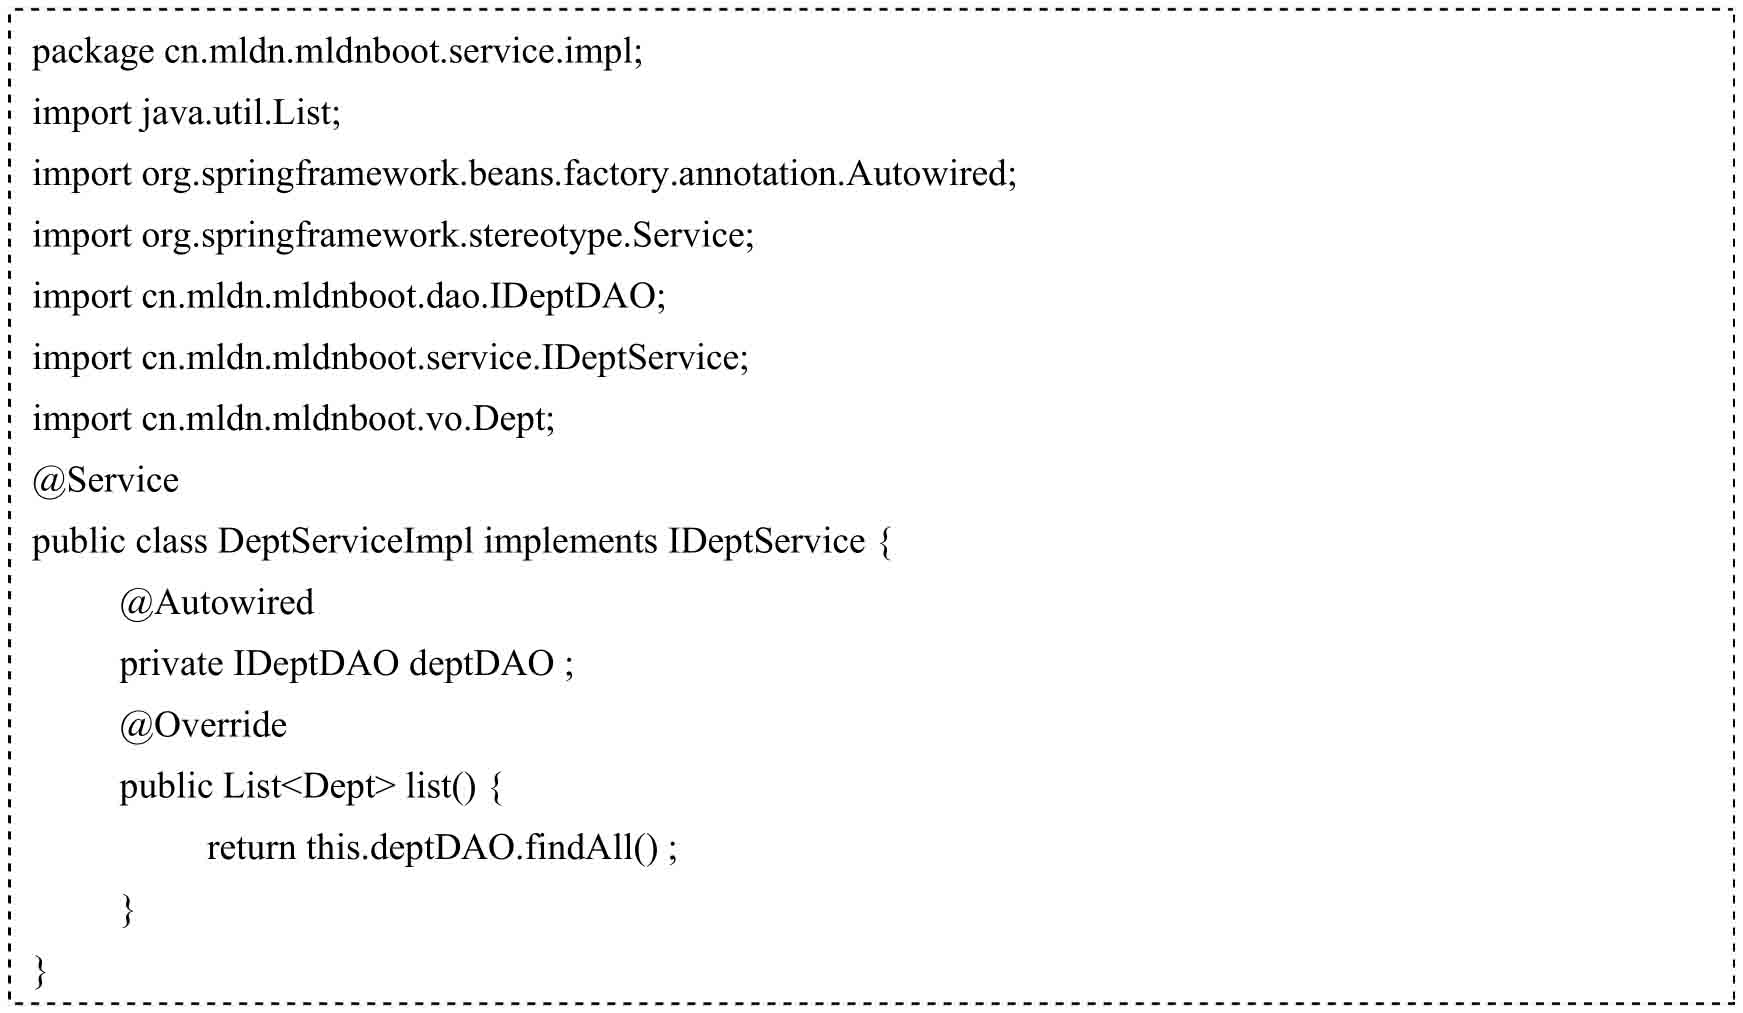 package cn.mldn.mldnboot.service.impl;
import java.util.List;
import org.springframework.beans.factory.annotation.Autowired;
import org.springframework.stereotype.Service;
import cn.mldn.mldnboot.dao.IDeptDAO;
import cn.mldn.mldnboot.service.IDeptService;
import cn.mldn.mldnboot.vo.Dept;
@Service
public class DeptServiceImpl implements IDeptService {
@Autowired
private IDeptDAO deptDAO ;
@Override
public List<Dept> list() {
return this.deptDAO.findAll() ;
}
}